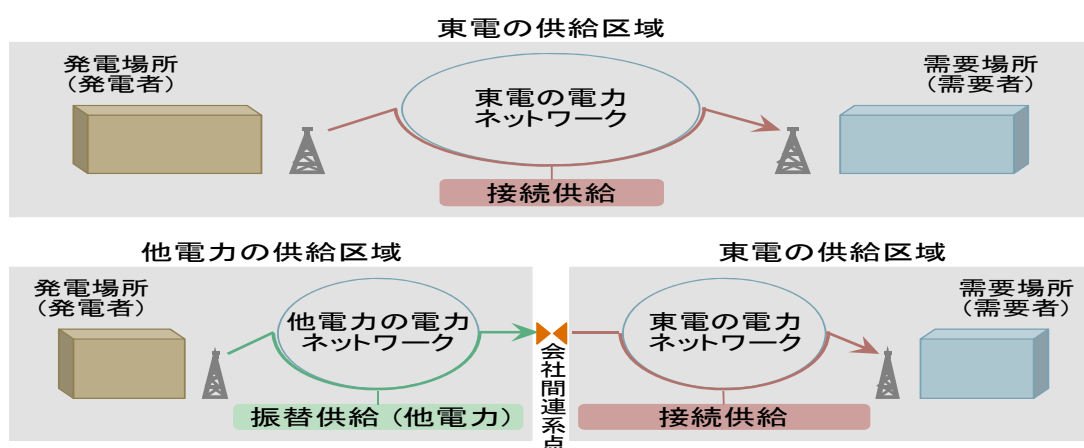 東電の供給区域
発電場所
(発電者)
需要場所
(需要者)
東電の電力
ネットワーク
接続供給
他電力の供給区域
東電の供給区域
発電場所
(発電者)
他電力の電力
ネットワーク
振替供給 (他電力)
会社間連系点
東電の電力
ネットワーク
需要場所
(需要者)
接続供給